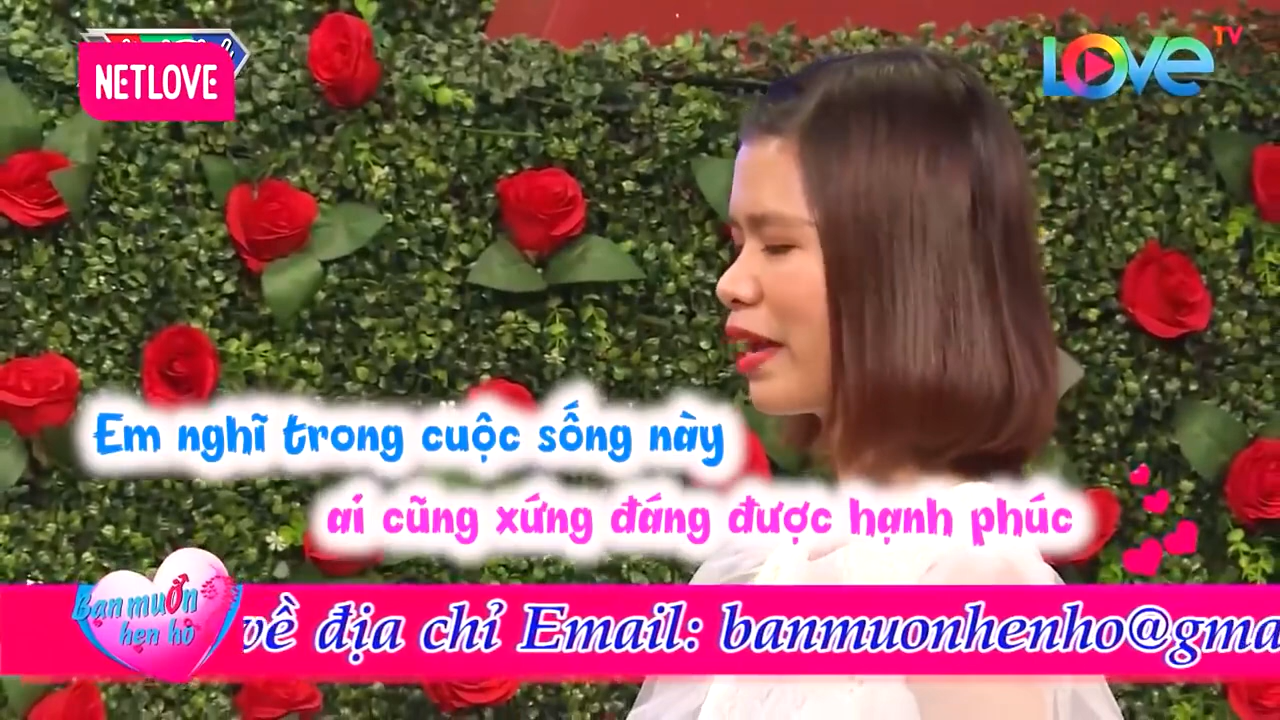 NETLOVE
LOVE TV
Em nghĩ trong cuộc sống này
ai cũng xứng đáng được hạnh phúc
Bạn muốn
hẹn hò
về địa chỉ Email: banmuonhenho@gma